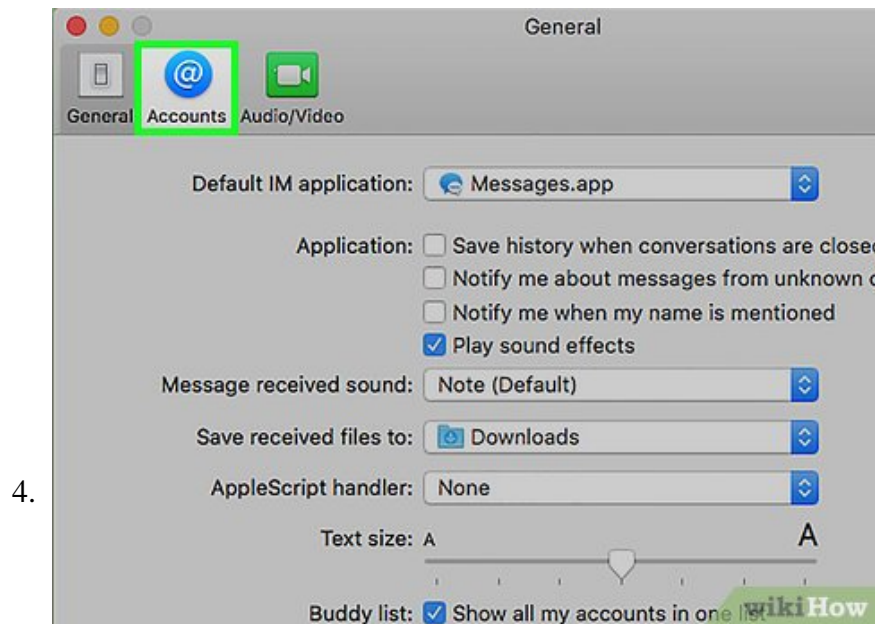 General
General Accounts Audio/Video
Default IM application: Messages.app
Application: Save history when conversations are closed
Notify me about messages from unknown
Notify me when my name is mentioned
Play sound effects
Message received sound: Note (Default)
Save received files to: Downloads
4.
AppleScript handler: None
Text size: A A
Buddy list: Show all my accounts in one list
wikiHow